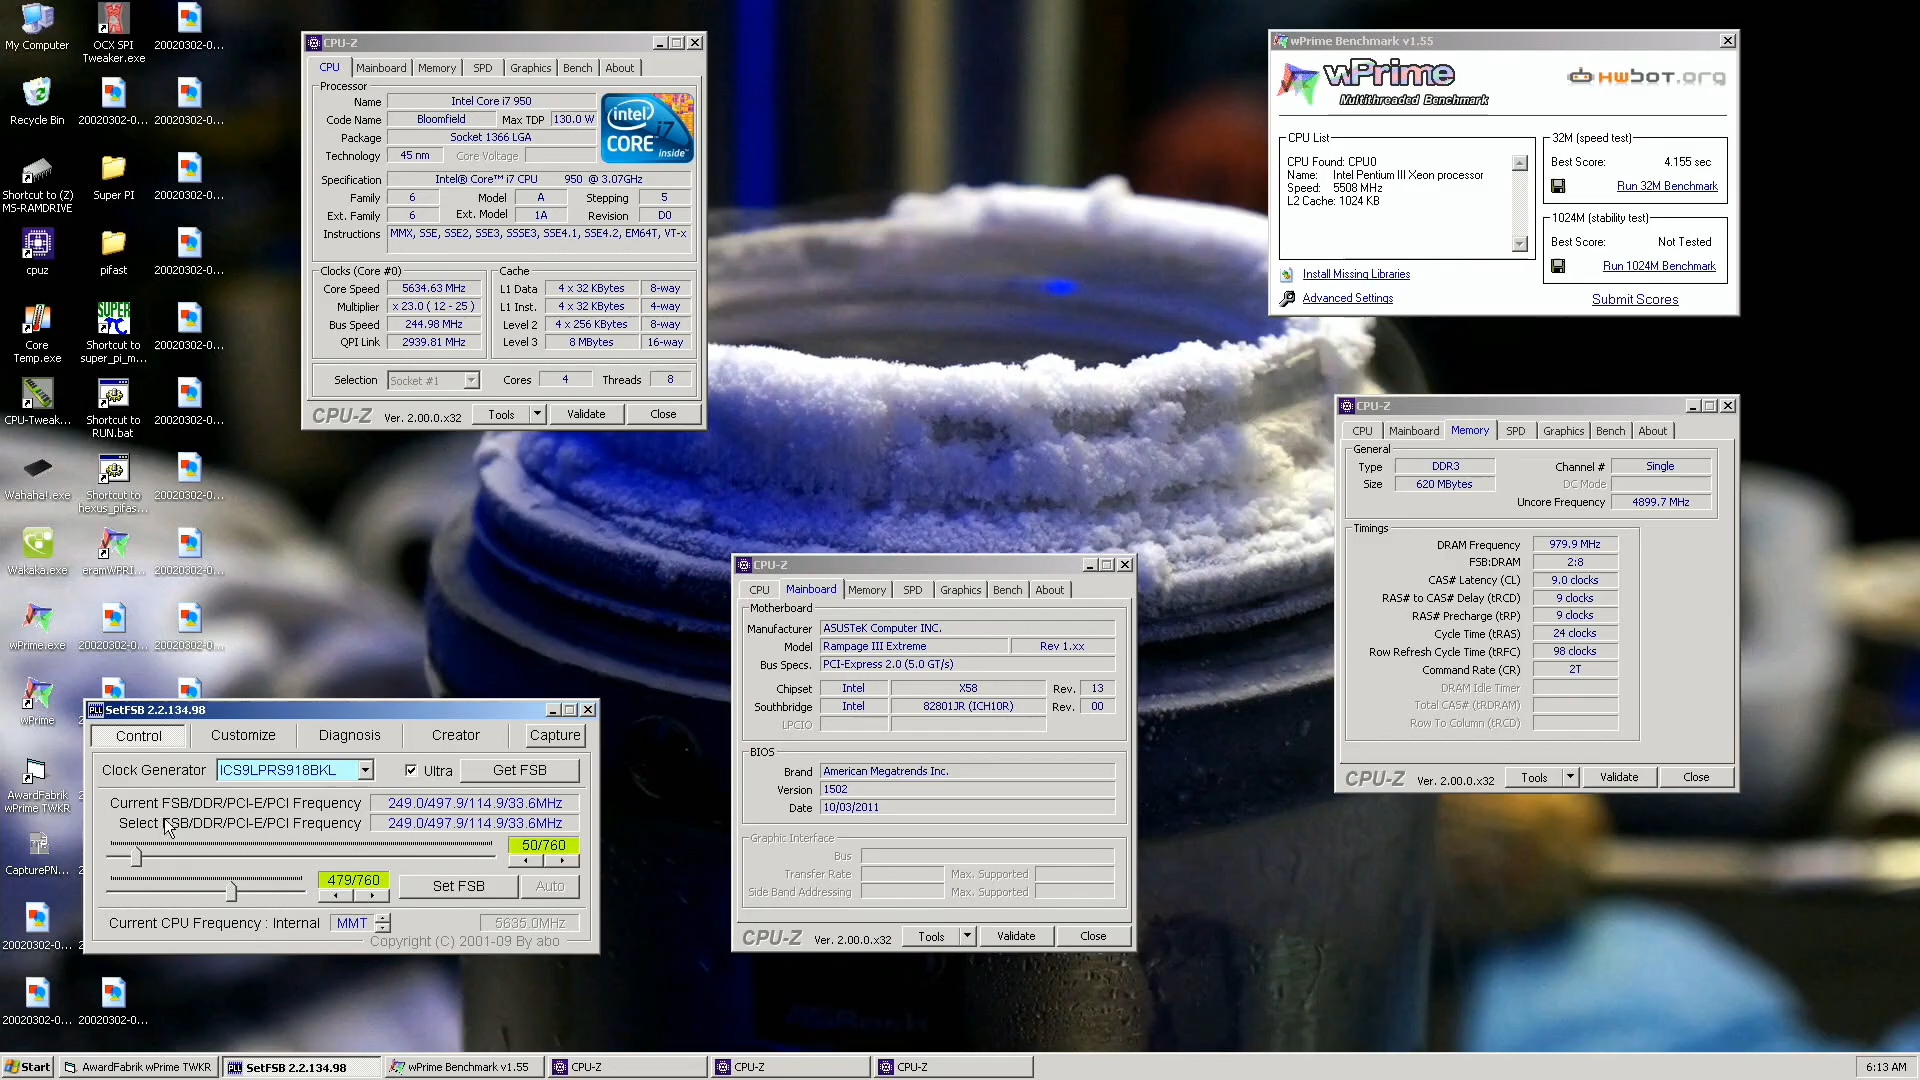 My Computer
OCX SPI
Tweaker.exe
20020302-0...
Recycle Bin
20020302-0...
20020302-0...
Shortcut to (Z)
MS-RAMDRIVE
Super PI
20020302-0...
cpuz
pifast
20020302-0...
Core
Temp.exe
SUPER
Shortcut to
super_pi_m...
20020302-0...
CPU-Tweak...
Shortcut to
RUN.bat
20020302-0...
Wahaha!.exe
Shortcut to
hexus_pifas...
20020302-0...
Wakaka.exe
eramWPRI...
20020302-0...
wPrime.exe
20020302-0...
20020302-0...
wPrime
AwardFabrik
wPrime TWKR
CapturePN...
20020302-0...
20020302-0...
20020302-0...
CPU-Z
CPU Mainboard Memory SPD Graphics Bench About
Processor
Name Intel Core i7 950
Code Name Bloomfield Max TDP 130.0 W
Package Socket 1366 LGA
Technology 45 nm Core Voltage
intel
CORE i7
inside™
Specification Intel® Core™ i7 CPU 950 @ 3.07GHz
Family 6 Model A Stepping 5
Ext. Family 6 Ext. Model 1A Revision D0
Instructions MMX, SSE, SSE2, SSE3, SSSE3, SSE4.1, SSE4.2, EM64T, VT-x
Clocks (Core #0)
Core Speed 5634.63 MHz
Multiplier x 23.0 ( 12 - 25 )
Bus Speed 244.98 MHz
QPI Link 2939.81 MHz
Cache
L1 Data 4 x 32 KBytes 8-way
L1 Inst. 4 x 32 KBytes 4-way
Level 2 4 x 256 KBytes 8-way
Level 3 8 MBytes 16-way
Selection Socket #1 Cores 4 Threads 8
CPU-Z Ver. 2.00.0.x32 Tools Validate Close
wPrime Benchmark v1.55
wPrime
Multithreaded Benchmark
HWBOT.ORG
CPU List
CPU Found: CPU0
Name: Intel Pentium III Xeon processor
Speed: 5508 MHz
L2 Cache: 1024 KB
32M (speed test)
Best Score: 4.155 sec
Run 32M Benchmark
1024M (stability test)
Best Score: Not Tested
Run 1024M Benchmark
Install Missing Libraries
Advanced Settings
Submit Scores
CPU-Z
CPU Mainboard Memory SPD Graphics Bench About
General
Type DDR3 Channel # Single
Size 620 MBytes DC Mode
Uncore Frequency 4899.7 MHz
Timings
DRAM Frequency 979.9 MHz
FSB:DRAM 2:8
CAS# Latency (CL) 9.0 clocks
RAS# to CAS# Delay (tRCD) 9 clocks
RAS# Precharge (tRP) 9 clocks
Cycle Time (tRAS) 24 clocks
Row Refresh Cycle Time (tRFC) 98 clocks
Command Rate (CR) 2T
DRAM Idle Timer
Total CAS# (tRDRAM)
Row To Column (tRCD)
CPU-Z Ver. 2.00.0.x32 Tools Validate Close
CPU-Z
CPU Mainboard Memory SPD Graphics Bench About
Motherboard
Manufacturer ASUSTeK Computer INC.
Model Rampage III Extreme Rev 1.xx
Bus Specs. PCI-Express 2.0 (5.0 GT/s)
Chipset Intel X58 Rev. 13
Southbridge Intel 82801JR (ICH10R) Rev. 00
LPCIO
BIOS
Brand American Megatrends Inc.
Version 1502
Date 10/03/2011
Graphic Interface
Bus
Transfer Rate Max. Supported
Side Band Addressing Max. Supported
CPU-Z Ver. 2.00.0.x32 Tools Validate Close
PLL SetFSB 2.2.134.98
Control Customize Diagnosis Creator Capture
Clock Generator ICS9LPRS918BKL Ultra Get FSB
Current FSB/DDR/PCI-E/PCI Frequency 249.0/497.9/114.9/33.6MHz
Select FSB/DDR/PCI-E/PCI Frequency 249.0/497.9/114.9/33.6MHz
50/760
479/760 Set FSB Auto
Current CPU Frequency : Internal MMT 5635.0MHz
Copyright (C) 2001-09 By abo
Start AwardFabrik wPrime TWKR PLL SetFSB 2.2.134.98 wPrime Benchmark v1.55 CPU-Z CPU-Z CPU-Z 6:13 AM